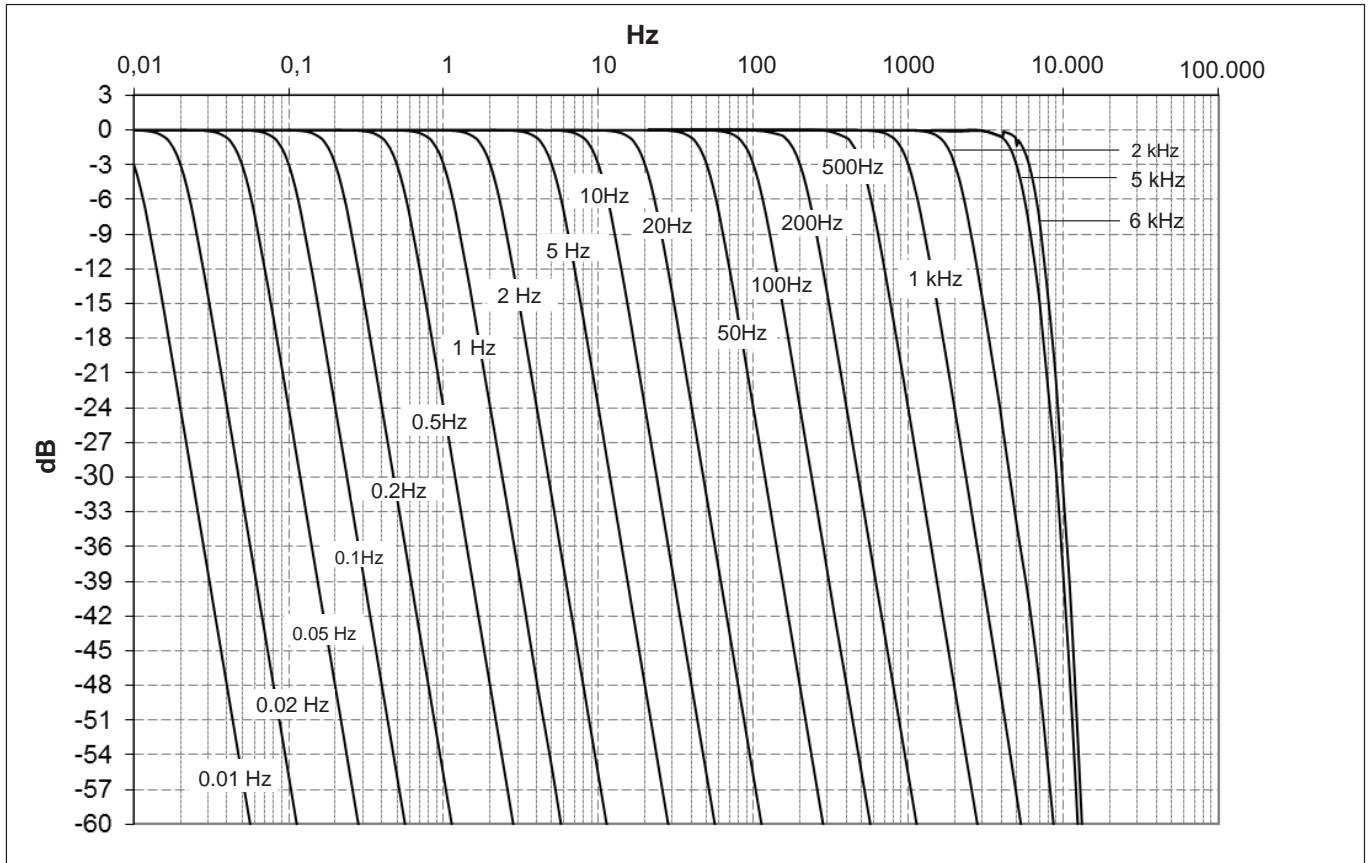 Hz
0,01 0,1 1 10 100 1000 10.000 100.000
3
0
-3
-6
-9
-12
-15
-18
-21
-24
-27
-30
-33
-36
-39
-42
-45
-48
-51
-54
-57
-60
dB
2 kHz
500Hz
5 kHz
10Hz
6 kHz
20Hz
200Hz
5 Hz
1 kHz
100Hz
2 Hz
50Hz
1 Hz
0.5Hz
0.2Hz
0.1Hz
0.05 Hz
0.02 Hz
0.01 Hz